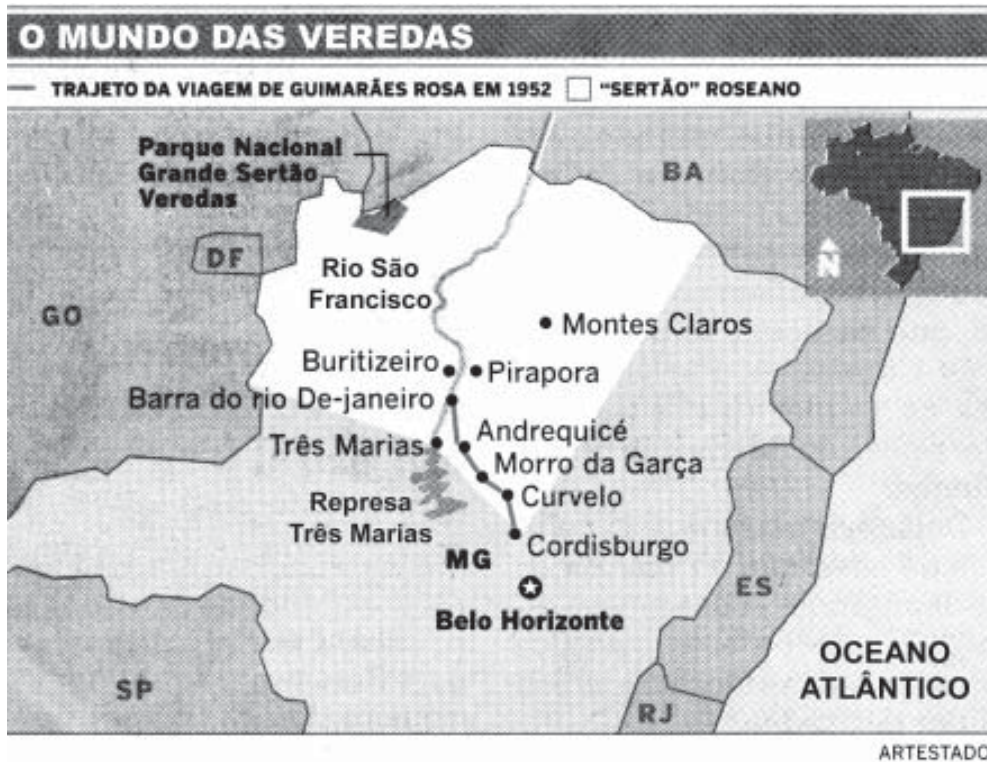 O MUNDO DAS VEREDAS
TRAJETO DA VIAGEM DE GUIMARÃES ROSA EM 1952
"SERTÃO" ROSEANO
Parque Nacional
Grande Sertão
Veredas
BA
N
DF
Rio São
Francisco
GO
Montes Claros
Buritizeiro
Pirapora
Barra do rio De-janeiro
Três Marias
Andrequicé
Morro da Garça
Curvelo
Represa
Três Marias
Cordisburgo
MG
Belo Horizonte
ES
OCEANO
ATLÂNTICO
SP
RJ
ARTESTADO